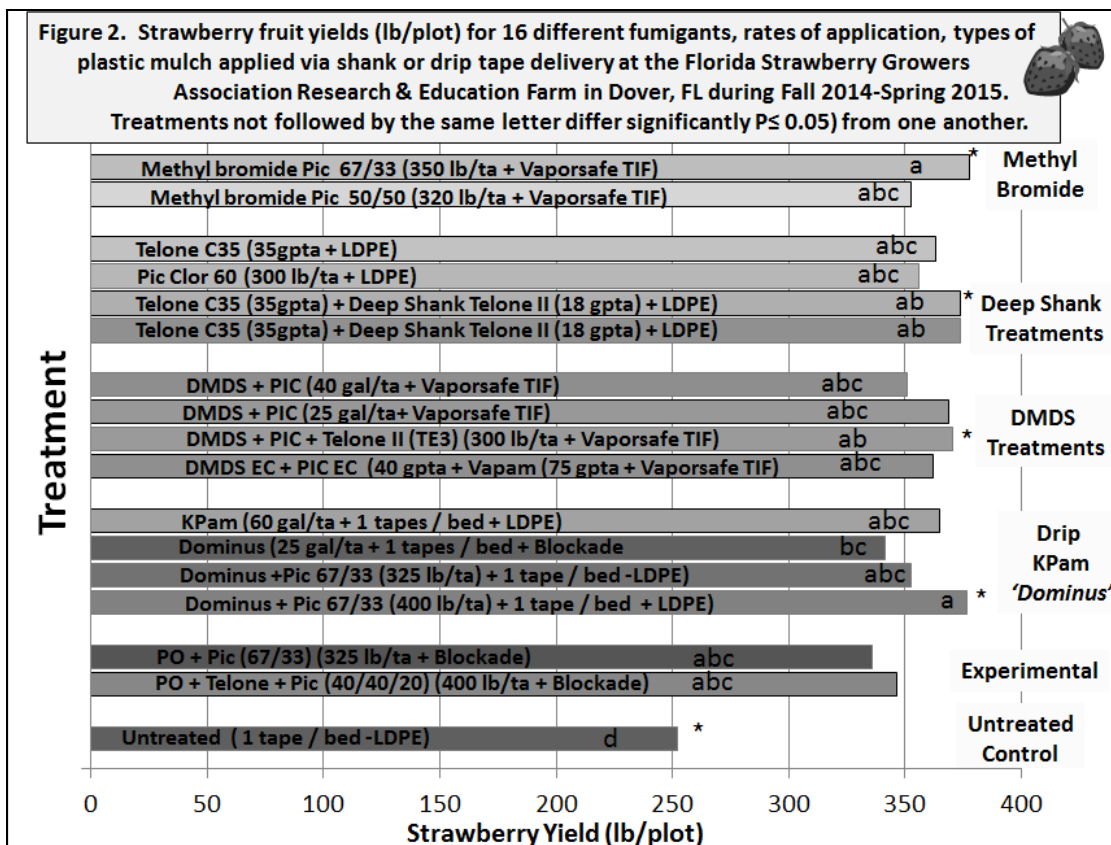 Figure 2. Strawberry fruit yields (lb/plot) for 16 different fumigants, rates of application, types of
plastic mulch applied via shank or drip tape delivery at the Florida Strawberry Growers
Association Research & Education Farm in Dover, FL during Fall 2014-Spring 2015.
Treatments not followed by the same letter differ significantly P≤ 0.05) from one another.
Treatment
Methyl bromide Pic 67/33 (350 lb/ta + Vaporsafe TIF) a *
Methyl bromide Pic 50/50 (320 lb/ta + Vaporsafe TIF) abc
Methyl
Bromide
Telone C35 (35gpta + LDPE) abc
Pic Clor 60 (300 lb/ta + LDPE) abc
Telone C35 (35gpta) + Deep Shank Telone II (18 gpta) + LDPE) ab *
Telone C35 (35gpta) + Deep Shank Telone II (18 gpta) + LDPE) ab
Deep Shank
Treatments
DMDS + PIC (40 gal/ta + Vaporsafe TIF) abc
DMDS + PIC (25 gal/ta+ Vaporsafe TIF) abc
DMDS + PIC + Telone II (TE3) (300 lb/ta + Vaporsafe TIF) ab *
DMDS EC + PIC EC (40 gpta + Vapam (75 gpta + Vaporsafe TIF) abc
DMDS
Treatments
KPam (60 gal/ta + 1 tapes / bed + LDPE) abc
Dominus (25 gal/ta + 1 tapes / bed + Blockade bc
Dominus +Pic 67/33 (325 lb/ta) + 1 tape / bed -LDPE) abc
Dominus + Pic 67/33 (400 lb/ta) + 1 tape / bed + LDPE) a *
Drip
KPam
'Dominus'
PO + Pic (67/33) (325 lb/ta + Blockade) abc
PO + Telone + Pic (40/40/20) (400 lb/ta + Blockade) abc
Experimental
Untreated ( 1 tape / bed -LDPE) d *
Untreated
Control
0 50 100 150 200 250 300 350 400
Strawberry Yield (lb/plot)